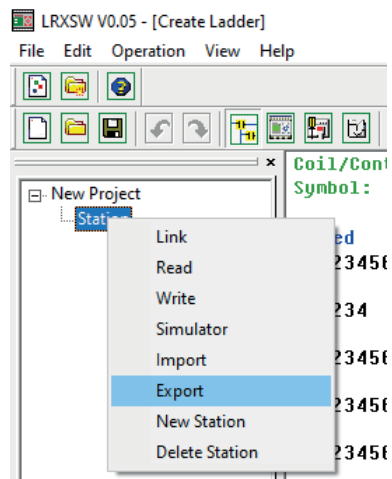 LRXSW V0.05 - [Create Ladder]
File Edit Operation View Help
Coil/Cont
Symbol:
New Project
Link
ed
Read
23456
Write
234
Simulator
Import
23456
Export
23456
New Station
Delete Station
23456